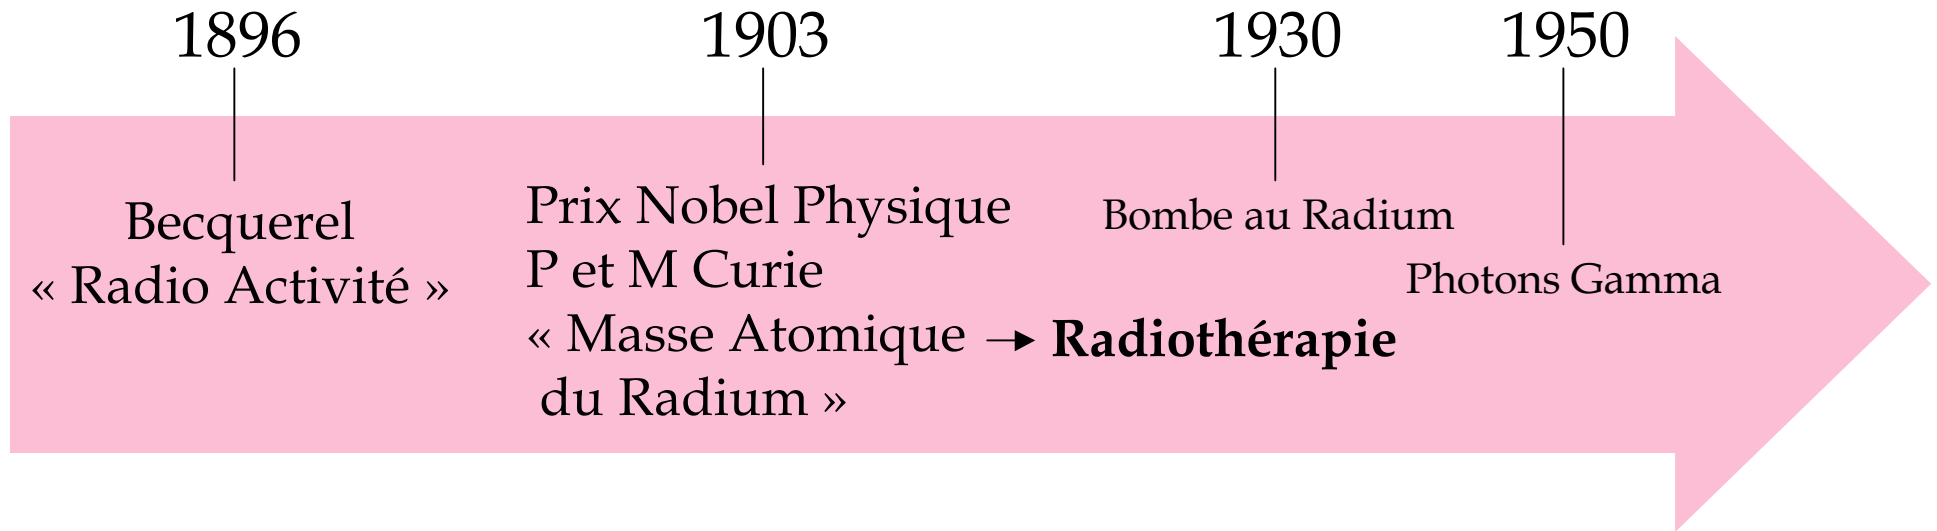 1896
Becquerel
« Radio Activité »
1903
Prix Nobel Physique
P et M Curie
« Masse Atomique
du Radium »
→ Radiothérapie
1930
Bombe au Radium
1950
Photons Gamma